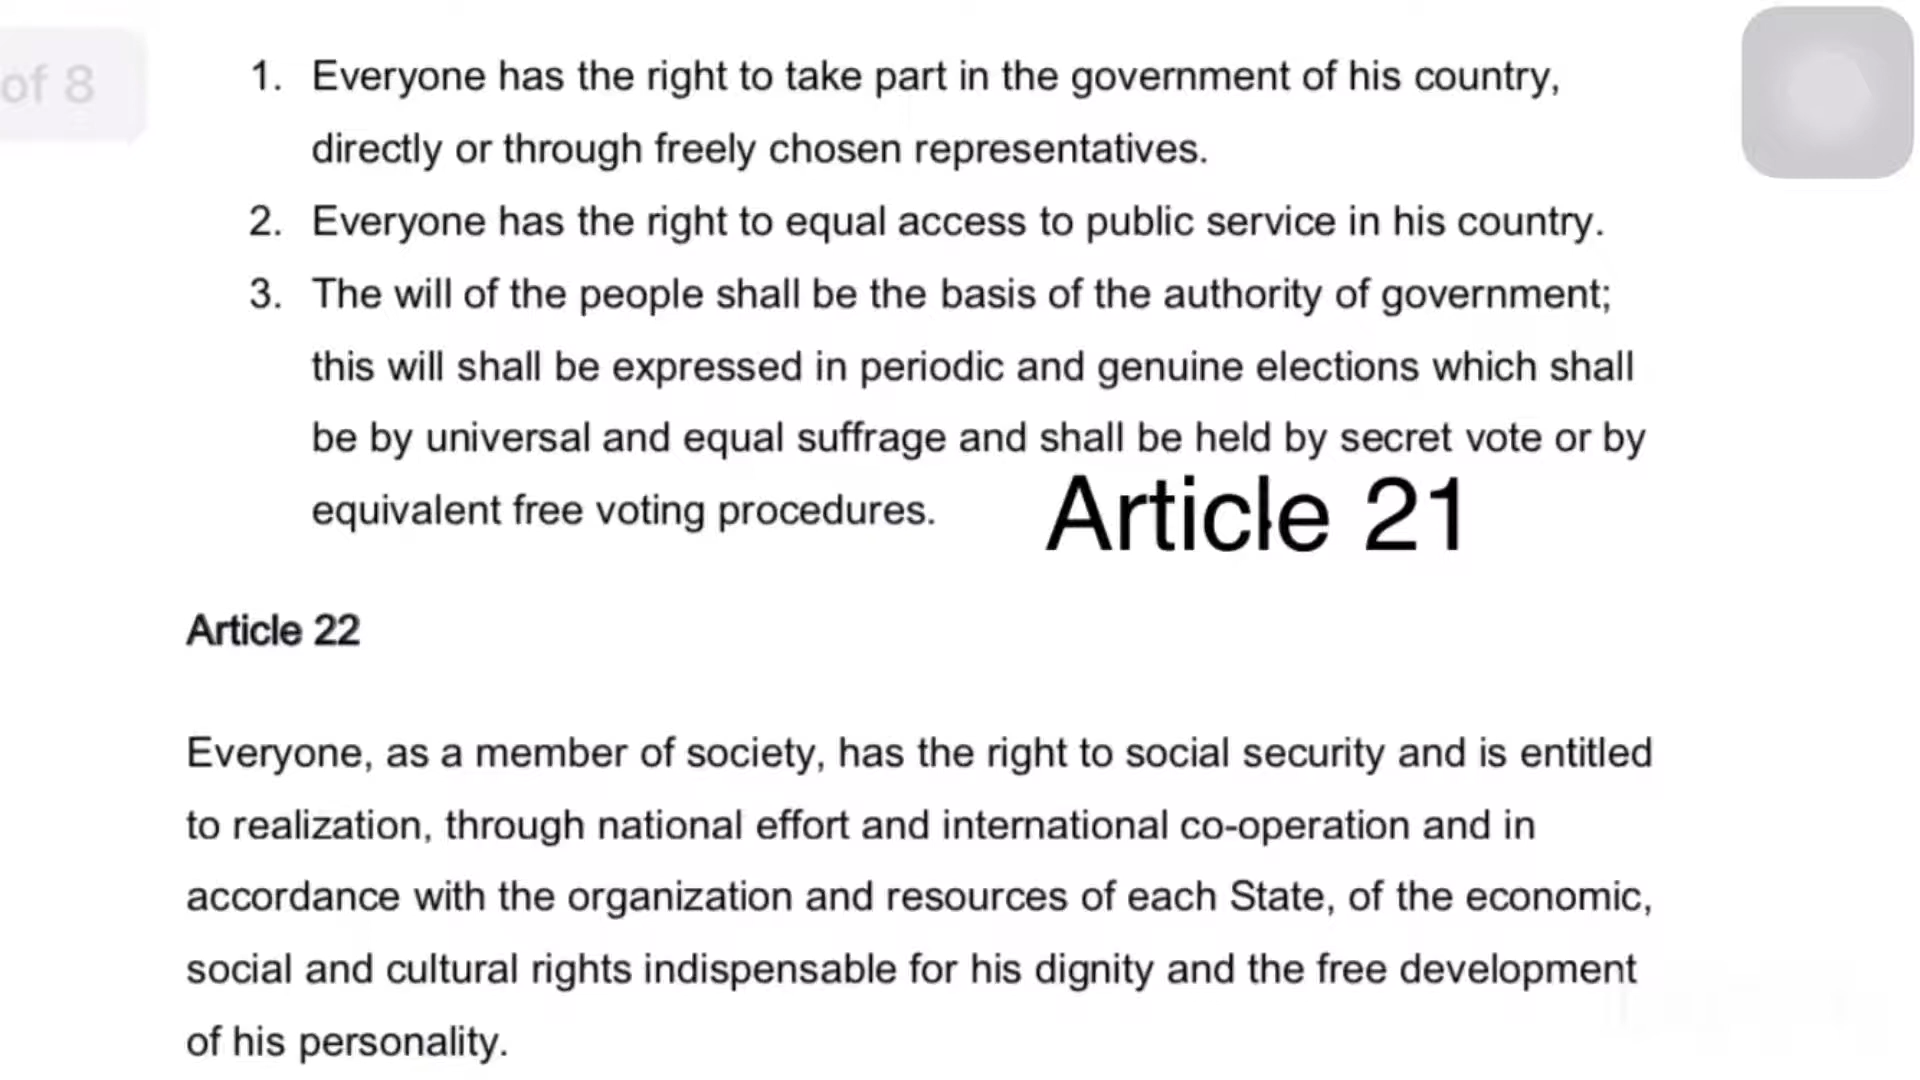 of 8
1. Everyone has the right to take part in the government of his country,
directly or through freely chosen representatives.
2. Everyone has the right to equal access to public service in his country.
3. The will of the people shall be the basis of the authority of government;
this will shall be expressed in periodic and genuine elections which shall
be by universal and equal suffrage and shall be held by secret vote or by
equivalent free voting procedures.
Article 21
Article 22
Everyone, as a member of society, has the right to social security and is entitled
to realization, through national effort and international co-operation and in
accordance with the organization and resources of each State, of the economic,
social and cultural rights indispensable for his dignity and the free development
of his personality.